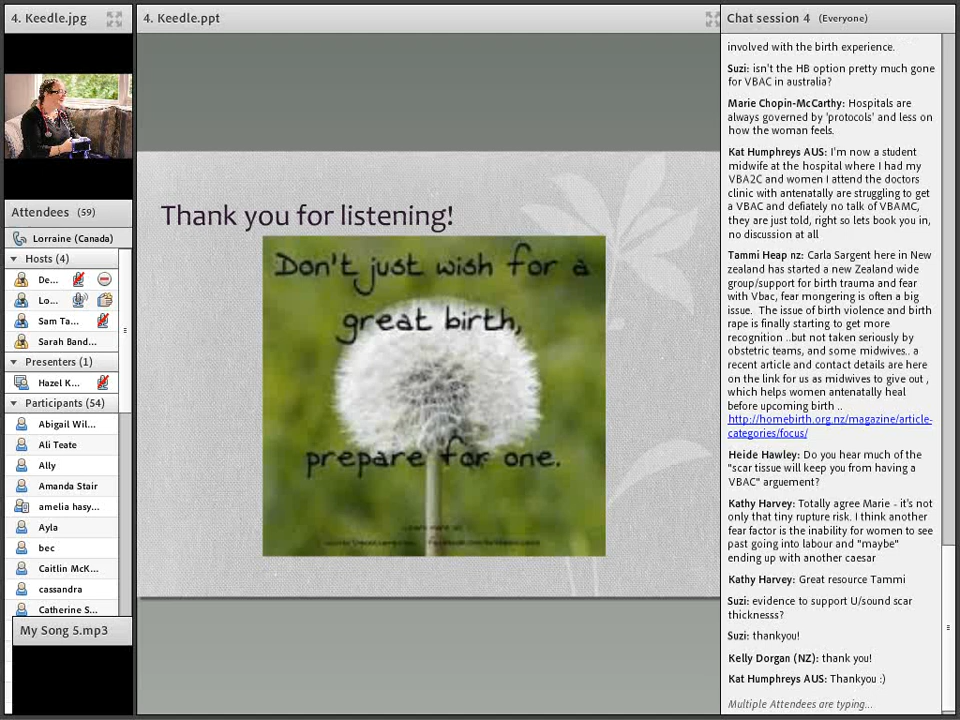 4. Keedle.jpg
Attendees (59)
Lorraine (Canada)
Hosts (4)
De...
Lo...
Sam Ta...
Sarah Band...
Presenters (1)
Hazel K...
Participants (54)
Abigail Wil...
Ali Teate
Ally
Amanda Stair
amelia hasy...
Ayla
bec
Caitlin McK...
cassandra
Catherine S...
My Song 5.mp3
4. Keedle.ppt
Thank you for listening!
Don't just wish for a
great birth,
prepare for one.
Chat session 4 (Everyone)
involved with the birth experience.
Suzi: isn't the HB option pretty much gone
for VBAC in australia?
Marie Chopin-McCarthy: Hospitals are
always governed by 'protocols' and less on
how the woman feels.
Kat Humphreys AUS: I'm now a student
midwife at the hospital where I had my
VBA2C and women I attend the doctors
clinic with antenatally are struggling to get
a VBAC and defiately no talk of VBAMC,
they are just told, right so lets book you in,
no discussion at all
Tammi Heap nz: Carla Sargent here in New
zealand has started a new Zealand wide
group/support for birth trauma and fear
with Vbac, fear mongering is often a big
issue. The issue of birth violence and birth
rape is finally starting to get more
recognition ..but not taken seriously by
obstetric teams, and some midwives.. a
recent article and contact details are here
on the link for us as midwives to give out ,
which helps women antenatally heal
before upcoming birth ..
http://homebirth.org.nz/magazine/article-
categories/focus/
Heide Hawley: Do you hear much of the
"scar tissue will keep you from having a
VBAC" arguement?
Kathy Harvey: Totally agree Marie - it's not
only that tiny rupture risk. I think another
fear factor is the inability for women to see
past going into labour and "maybe"
ending up with another caesar
Kathy Harvey: Great resource Tammi
Suzi: evidence to support U/sound scar
thicknesss?
Suzi: thankyou!
Kelly Dorgan (NZ): thank you!
Kat Humphreys AUS: Thankyou :)
Multiple Attendees are typing...